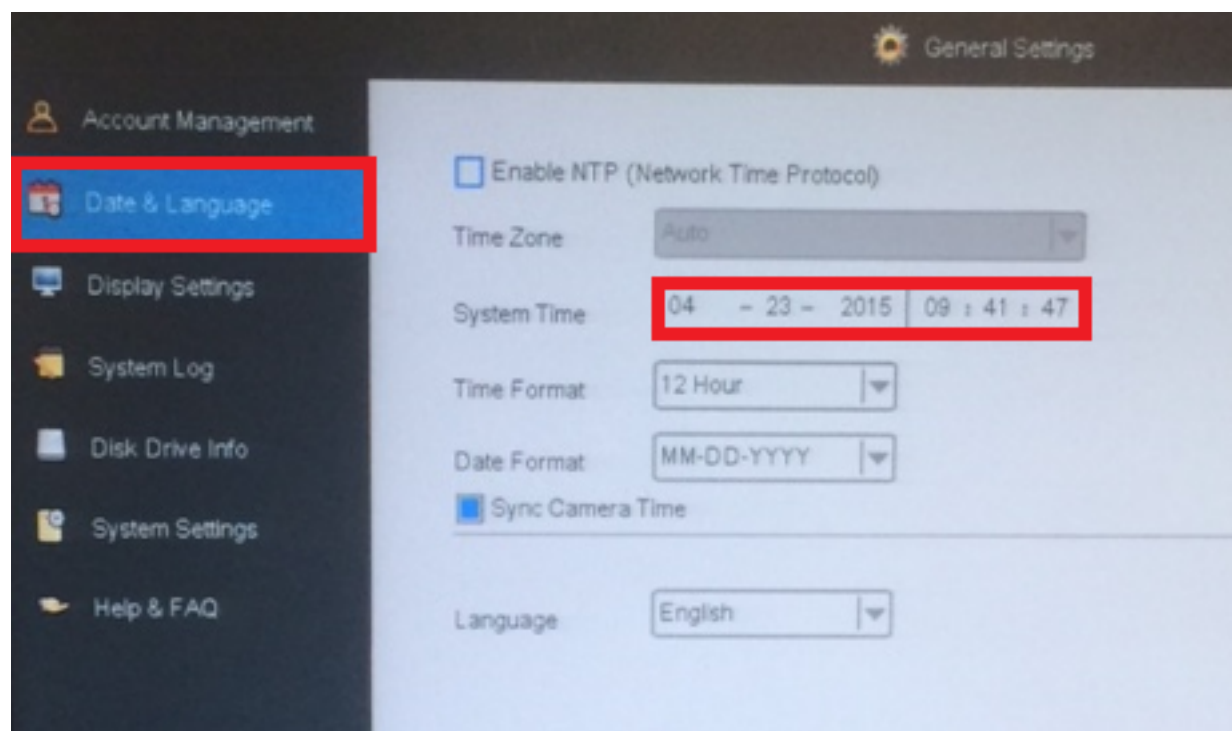 General Settings
Account Management
Date & Language
Display Settings
System Log
Disk Drive Info
System Settings
Help & FAQ
Enable NTP (Network Time Protocol)
Time Zone Auto
System Time 04 - 23 - 2015 09 : 41 : 47
Time Format 12 Hour
Date Format MM-DD-YYYY
Sync Camera Time
Language English